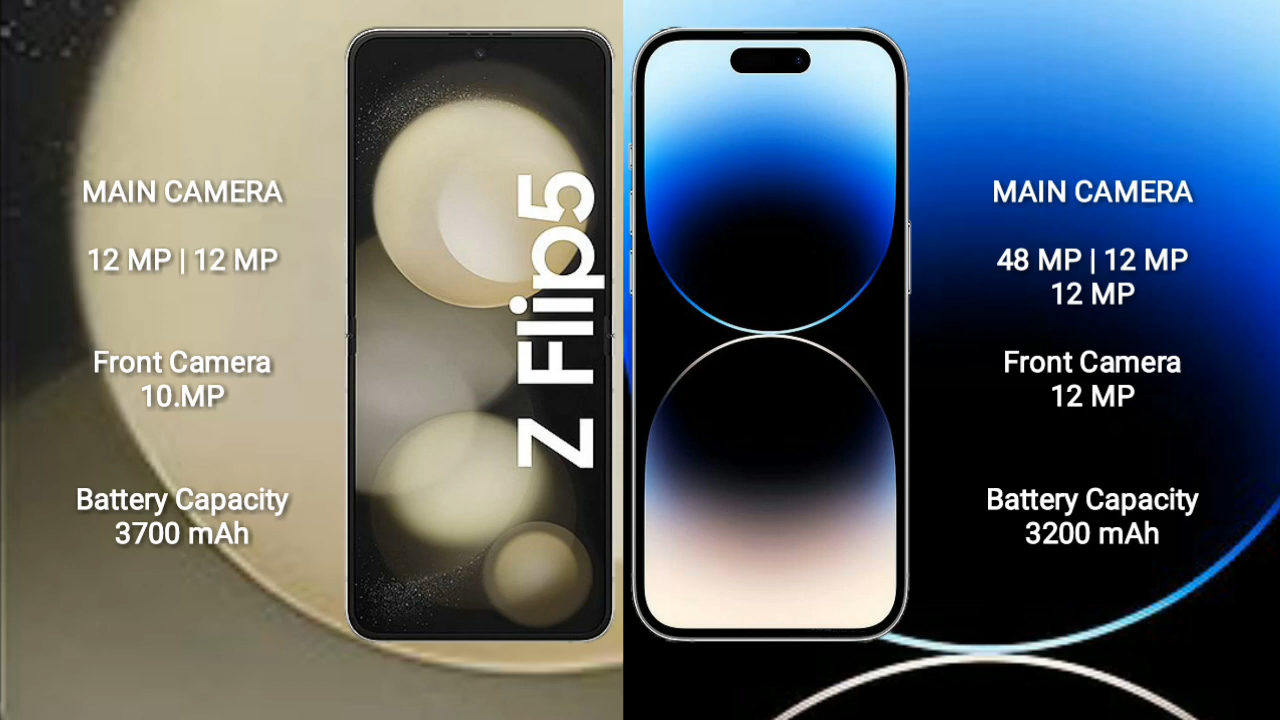 MAIN CAMERA
12 MP | 12 MP
Front Camera
10.MP
Battery Capacity
3700 mAh
Z Flip5
MAIN CAMERA
48 MP | 12 MP
12 MP
Front Camera
12 MP
Battery Capacity
3200 mAh